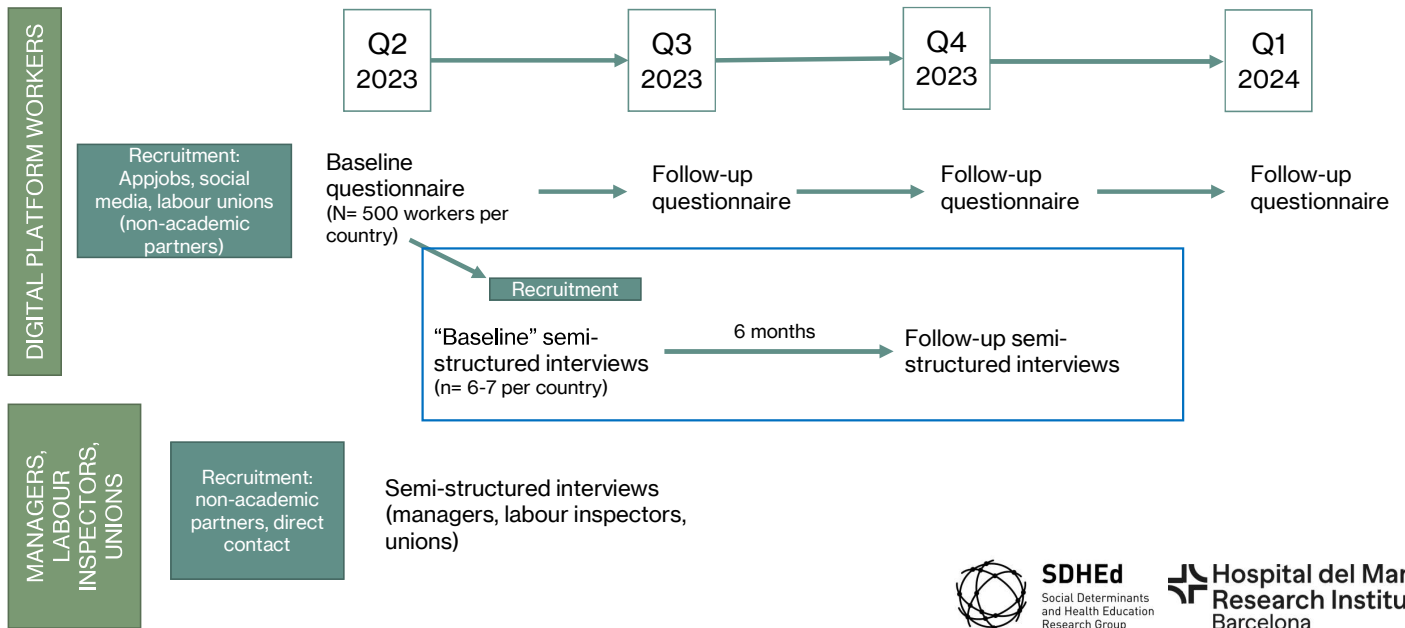 DIGITAL PLATFORM WORKERS
Q2
2023
Q3
2023
Q4
2023
Q1
2024
Recruitment:
Appjobs, social
media, labour unions
(non-academic
partners)
Baseline
questionnaire
(N= 500 workers per
country)
Follow-up
questionnaire
Follow-up
questionnaire
Follow-up
questionnaire
Recruitment
“Baseline” semi-
structured interviews
(n= 6-7 per country)
6 months
Follow-up semi-
structured interviews
MANAGERS,
LABOUR
INSPECTORS,
UNIONS
Recruitment:
non-academic
partners, direct
contact
Semi-structured interviews
(managers, labour inspectors,
unions)
SDHEd
Social Determinants
and Health Education
Research Group
Hospital del Mar
Research Institu
Barcelona